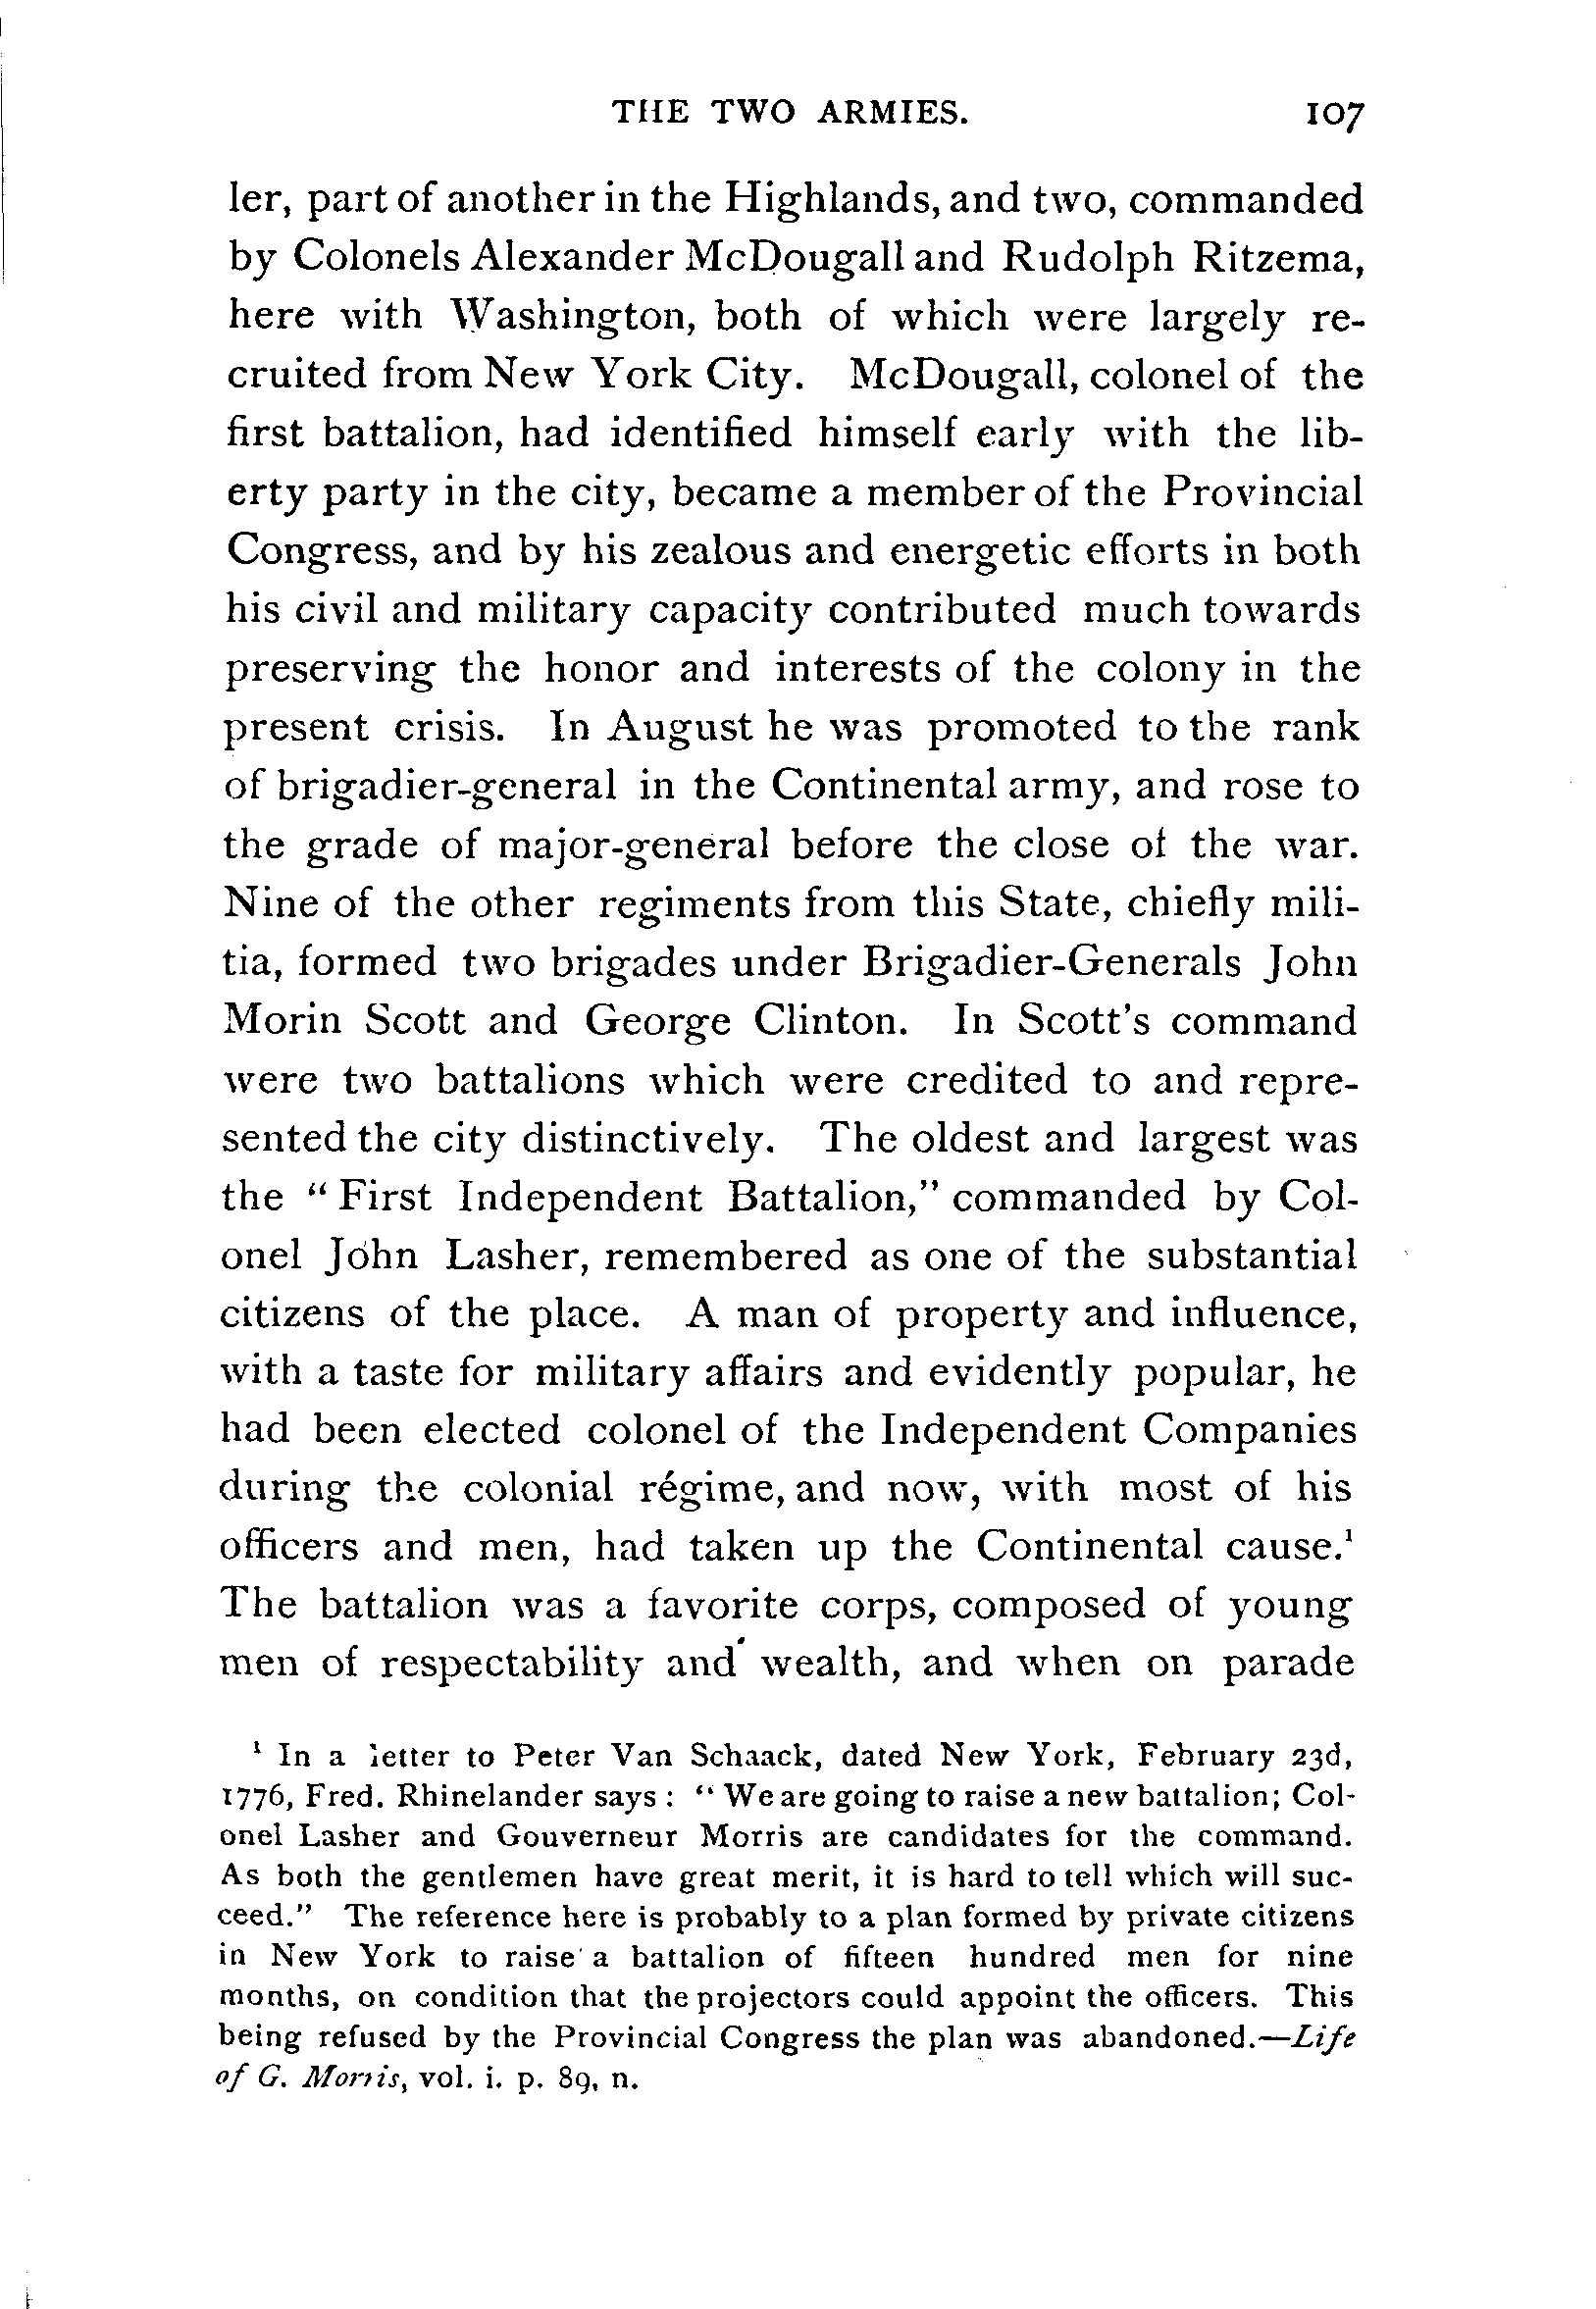 THE TWO ARMIES. 107
ler, part of another in the Highlands, and two, commanded
by Colonels Alexander McDougall and Rudolph Ritzema,
here with Washington, both of which were largely re-
cruited from New York City. McDougall, colonel of the
first battalion, had identified himself early with the lib-
erty party in the city, became a member of the Provincial
Congress, and by his zealous and energetic efforts in both
his civil and military capacity contributed much towards
preserving the honor and interests of the colony in the
present crisis. In August he was promoted to the rank
of brigadier-general in the Continental army, and rose to
the grade of major-general before the close of the war.
Nine of the other regiments from this State, chiefly mili-
tia, formed two brigades under Brigadier-Generals John
Morin Scott and George Clinton. In Scott's command
were two battalions which were credited to and repre-
sented the city distinctively. The oldest and largest was
the "First Independent Battalion," commanded by Col-
onel John Lasher, remembered as one of the substantial
citizens of the place. A man of property and influence,
with a taste for military affairs and evidently popular, he
had been elected colonel of the Independent Companies
during the colonial régime, and now, with most of his
officers and men, had taken up the Continental cause.¹
The battalion was a favorite corps, composed of young
men of respectability and wealth, and when on parade
¹ In a letter to Peter Van Schaack, dated New York, February 23d,
1776, Fred. Rhinelander says: "We are going to raise a new battalion; Col-
onel Lasher and Gouverneur Morris are candidates for the command.
As both the gentlemen have great merit, it is hard to tell which will suc-
ceed." The reference here is probably to a plan formed by private citizens
in New York to raise a battalion of fifteen hundred men for nine
months, on condition that the projectors could appoint the officers. This
being refused by the Provincial Congress the plan was abandoned.—Life
of G. Morris, vol. i. p. 89, n.